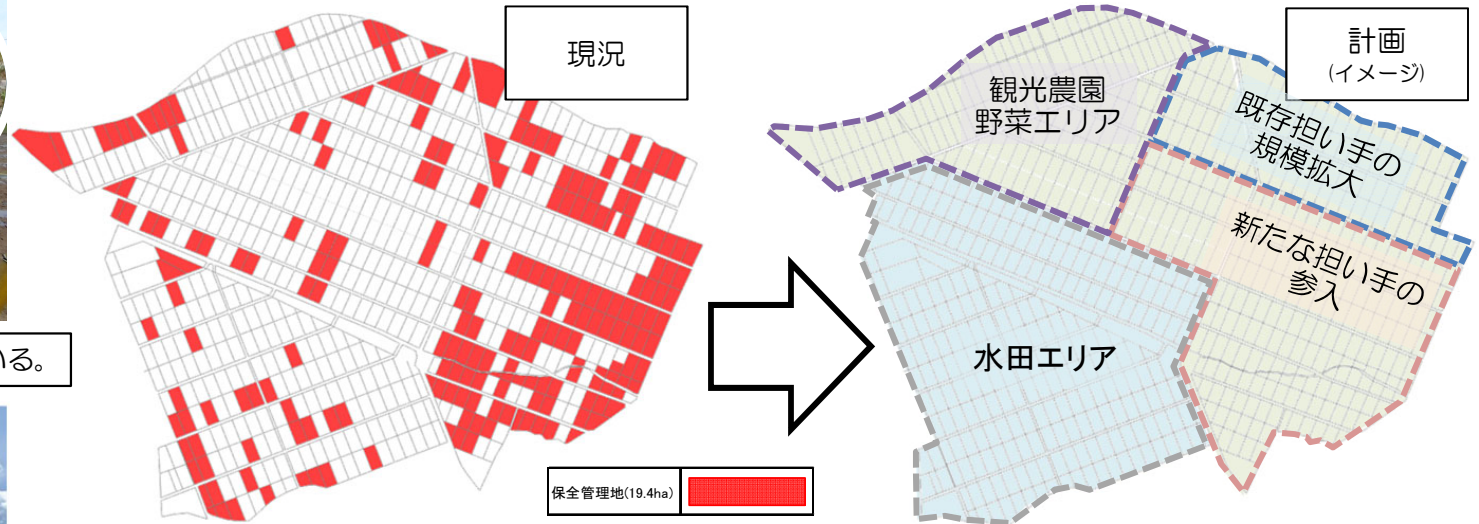 現況
計画
(イメージ)
観光農園
野菜エリア
既存担い手の
規模拡大
新たな担い手の
参入
水田エリア
いる。
保全管理地(19.4ha)